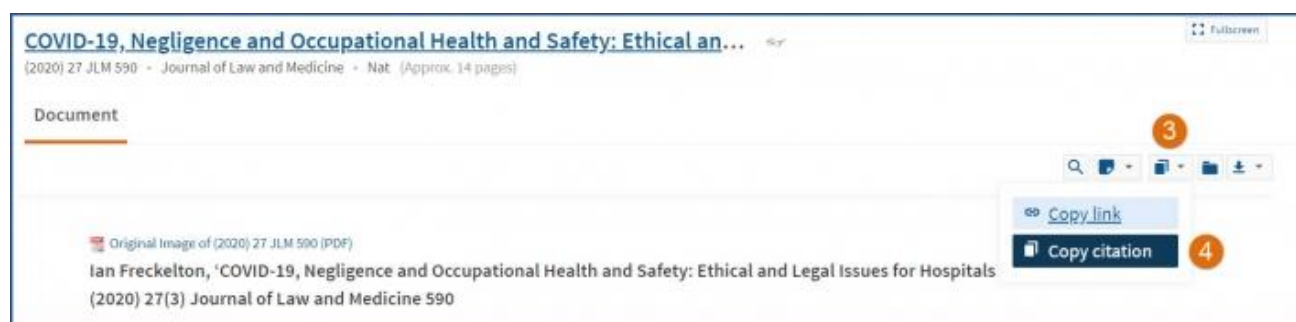 COVID-19, Negligence and Occupational Health and Safety: Ethical an...
Fullscreen
(2020) 27 JLM 590 - Journal of Law and Medicine - Nat (Approx. 14 pages)
Document
3
Copy link
Copy citation
4
Original Image of (2020) 27 JLM 590 (PDF)
Ian Freckelton, ‘COVID-19, Negligence and Occupational Health and Safety: Ethical and Legal Issues for Hospitals
(2020) 27(3) Journal of Law and Medicine 590